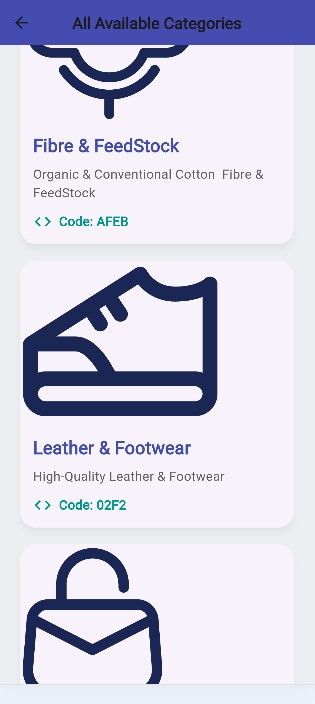 All Available Categories
Fibre & FeedStock
Organic & Conventional Cotton  Fibre &
FeedStock
Code: AFEB
Leather & Footwear
High-Quality Leather & Footwear
Code: 02F2